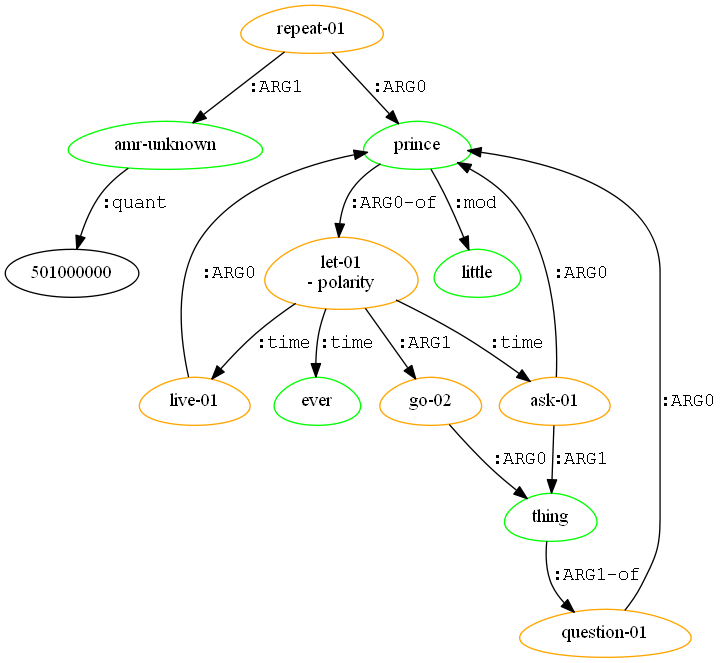 repeat-01
:ARG1
:ARG0
amr-unknown
prince
:quant
:ARG0-of
:mod
501000000
:ARG0
let-01
- polarity
little
:ARG0
:time
:time
:ARG1
:time
live-01
ever
go-02
ask-01
:ARG0
:ARG0
:ARG1
thing
:ARG1-of
question-01